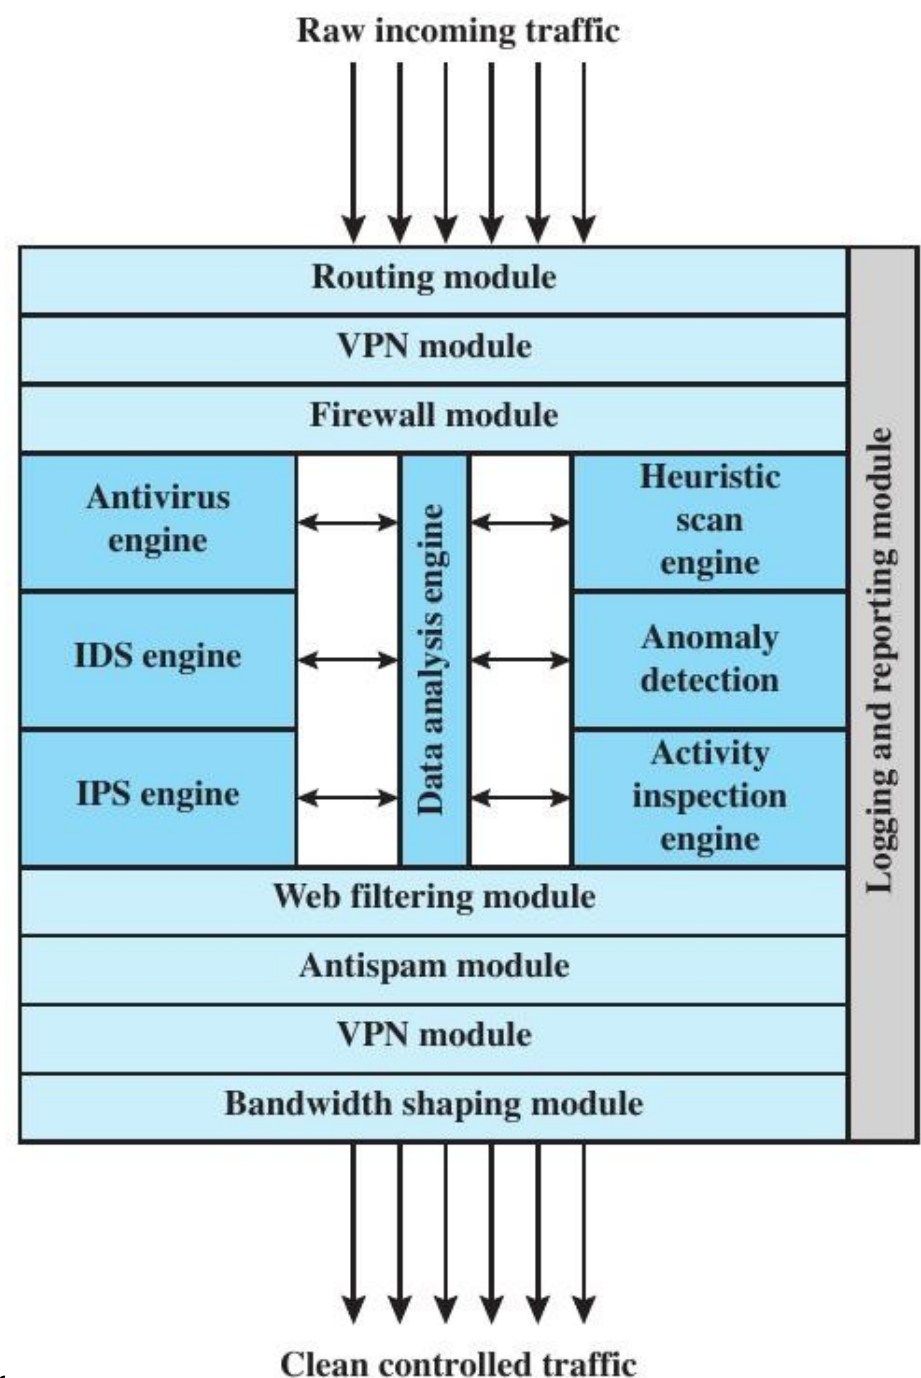 Raw incoming traffic
Routing module
VPN module
Firewall module
Antivirus
engine
IDS engine
IPS engine
Data analysis engine
Heuristic
scan
engine
Anomaly
detection
Activity
inspection
engine
Logging and reporting module
Web filtering module
Antispam module
VPN module
Bandwidth shaping module
Clean controlled traffic